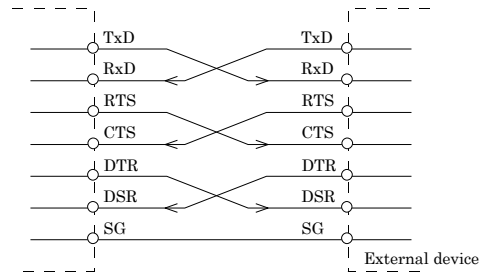 TxD TxD
RxD RxD
RTS RTS
CTS CTS
DTR DTR
DSR DSR
SG SG
External device